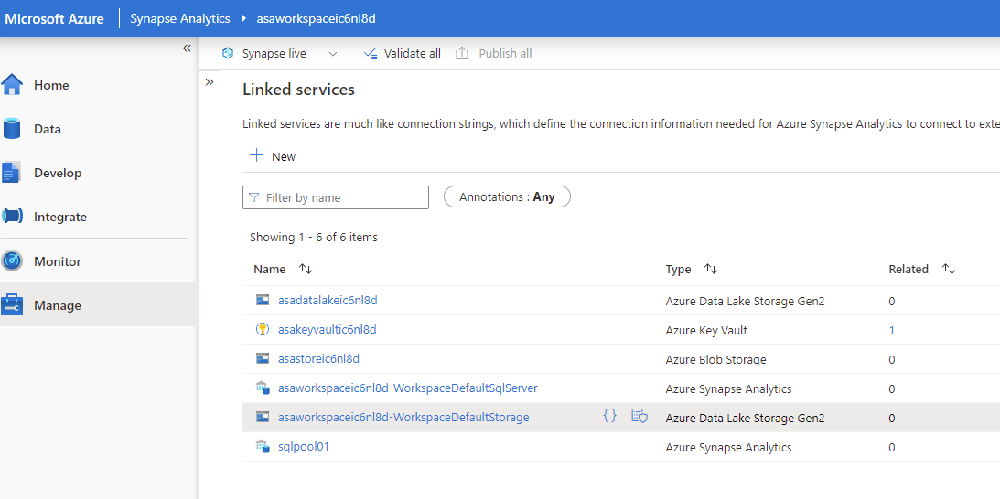 Microsoft Azure Synapse Analytics asaworkspaceic6nl8d
«
Synapse live Validate all Publish all
»
Home
Data
Develop
Integrate
Monitor
Manage
Linked services
Linked services are much like connection strings, which define the connection information needed for Azure Synapse Analytics to connect to exte
New
Filter by name Annotations : Any
Showing 1 - 6 of 6 items
Name Type Related
asadatalakeic6nl8d Azure Data Lake Storage Gen2 0
asakeyvaultic6nl8d Azure Key Vault 1
asastoreic6nl8d Azure Blob Storage 0
asaworkspaceic6nl8d-WorkspaceDefaultSqlServer Azure Synapse Analytics 0
asaworkspaceic6nl8d-WorkspaceDefaultStorage {} Azure Data Lake Storage Gen2 0
sqlpool01 Azure Synapse Analytics 0